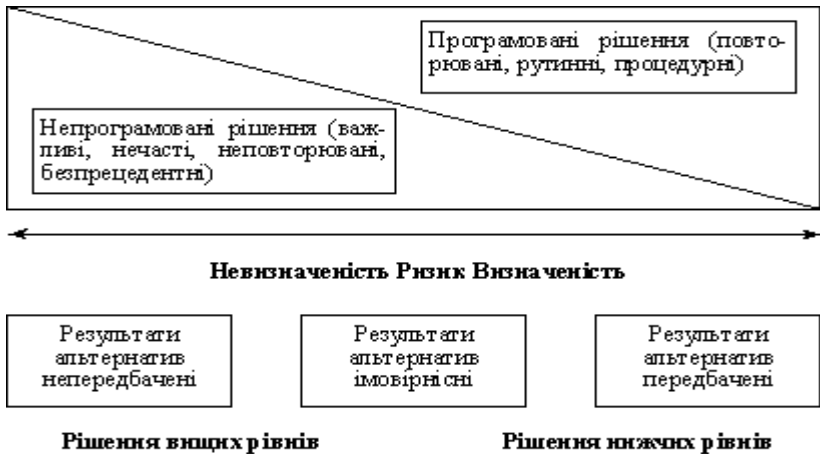 Програмовані рішення (повто-
рювані, рутинні, процедурні)
Непрограмовані рішення (важ-
ливі, нечасті, неповторювані,
безпрецедентні)
Невизначеність Ризик Визначеність
Результати
альтернатив
непередбачені
Результати
альтернатив
імовірнісні
Результати
альтернатив
передбачені
Рішення вищих рівнів
Рішення нижчих рівнів